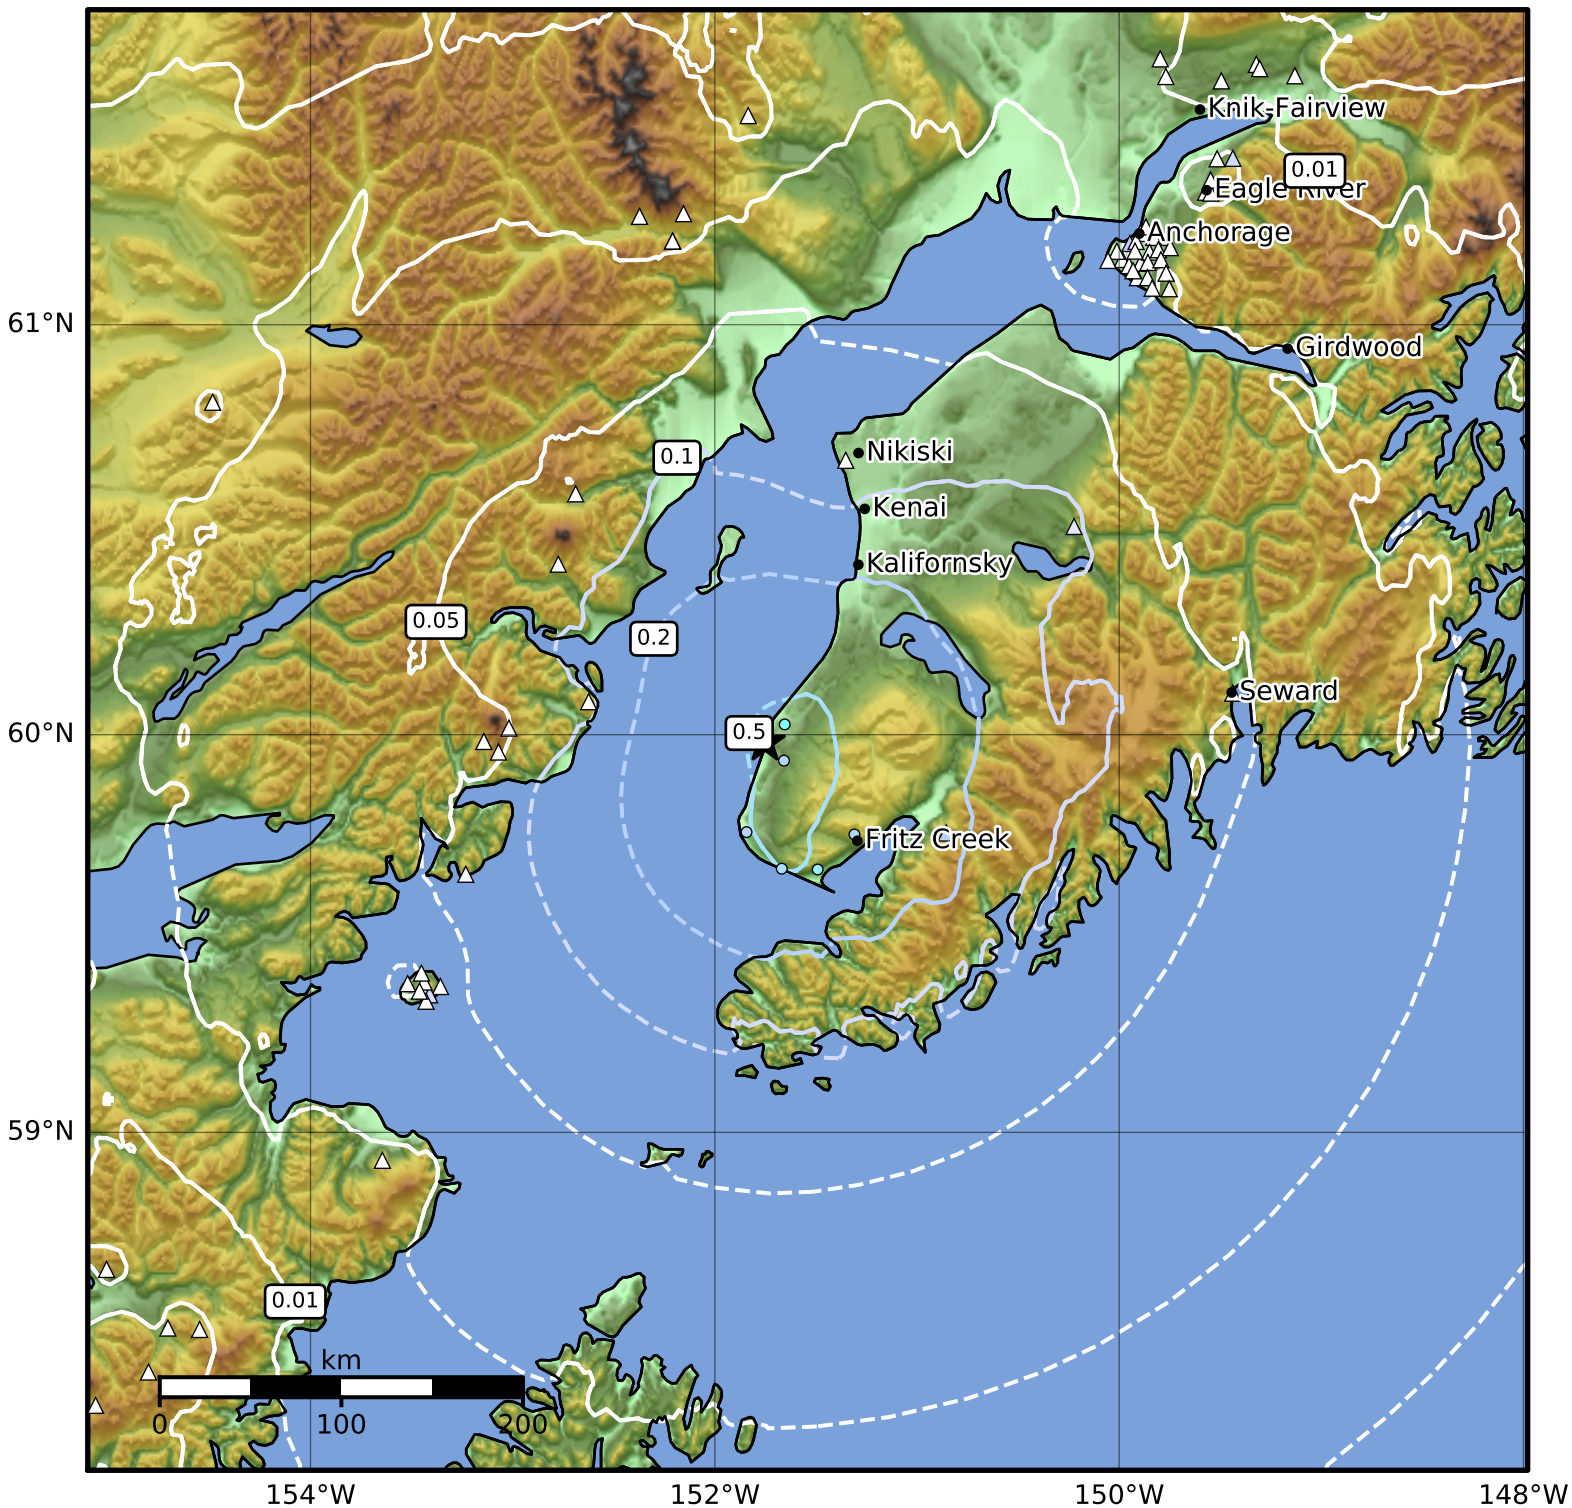 Knik-Fairview
0.01
Eagle River
Anchorage
61°N
Girdwood
0.1
Nikiski
Kenai
Kalifornsky
0.05
0.2
Seward
60°N
0.5
Fritz Creek
59°N
0.01
km
0 100 200
154°W 152°W 150°W 148°W